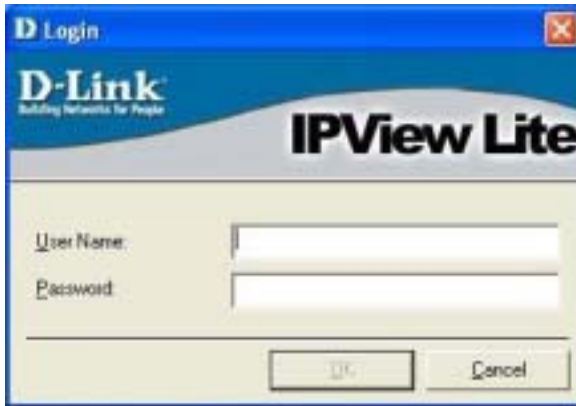 D Login
D-Link
Building Networks for People
IPView Lite
User Name:
Password:
OK
Cancel